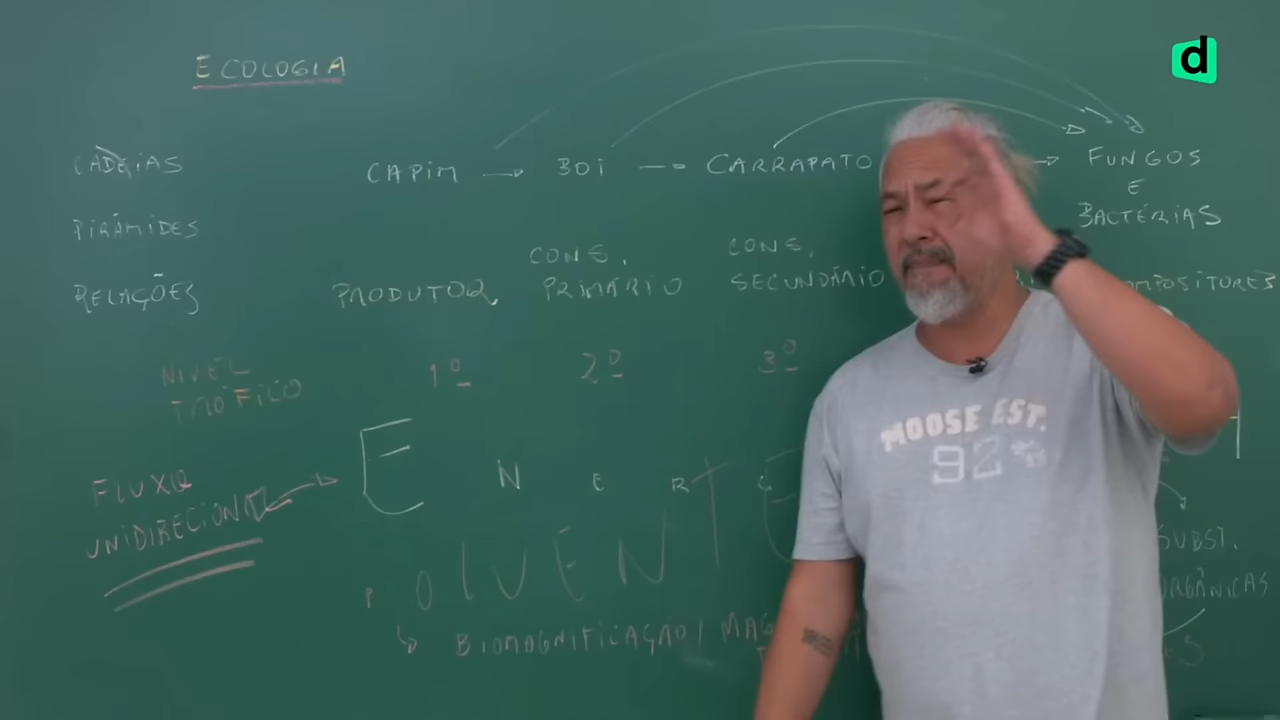 ECOLOGIA
d
CADEIAS
CAPIM → BOI → CARRAPATO → FUNGOS
E
BACTÉRIAS
PIRÂMIDES
RELAÇÕES
PRODUTOR
CONS.
PRIMÁRIO
CONS.
SECUNDÁRIO
NIVEL
TRÓFICO
1º 2º 3º
FLUXO
UNIDIRECIONAL
E N E R G
SUBST.
ORGÂNICAS
BIOMAGNIFICAÇÃO /
MOOSE EST.
92